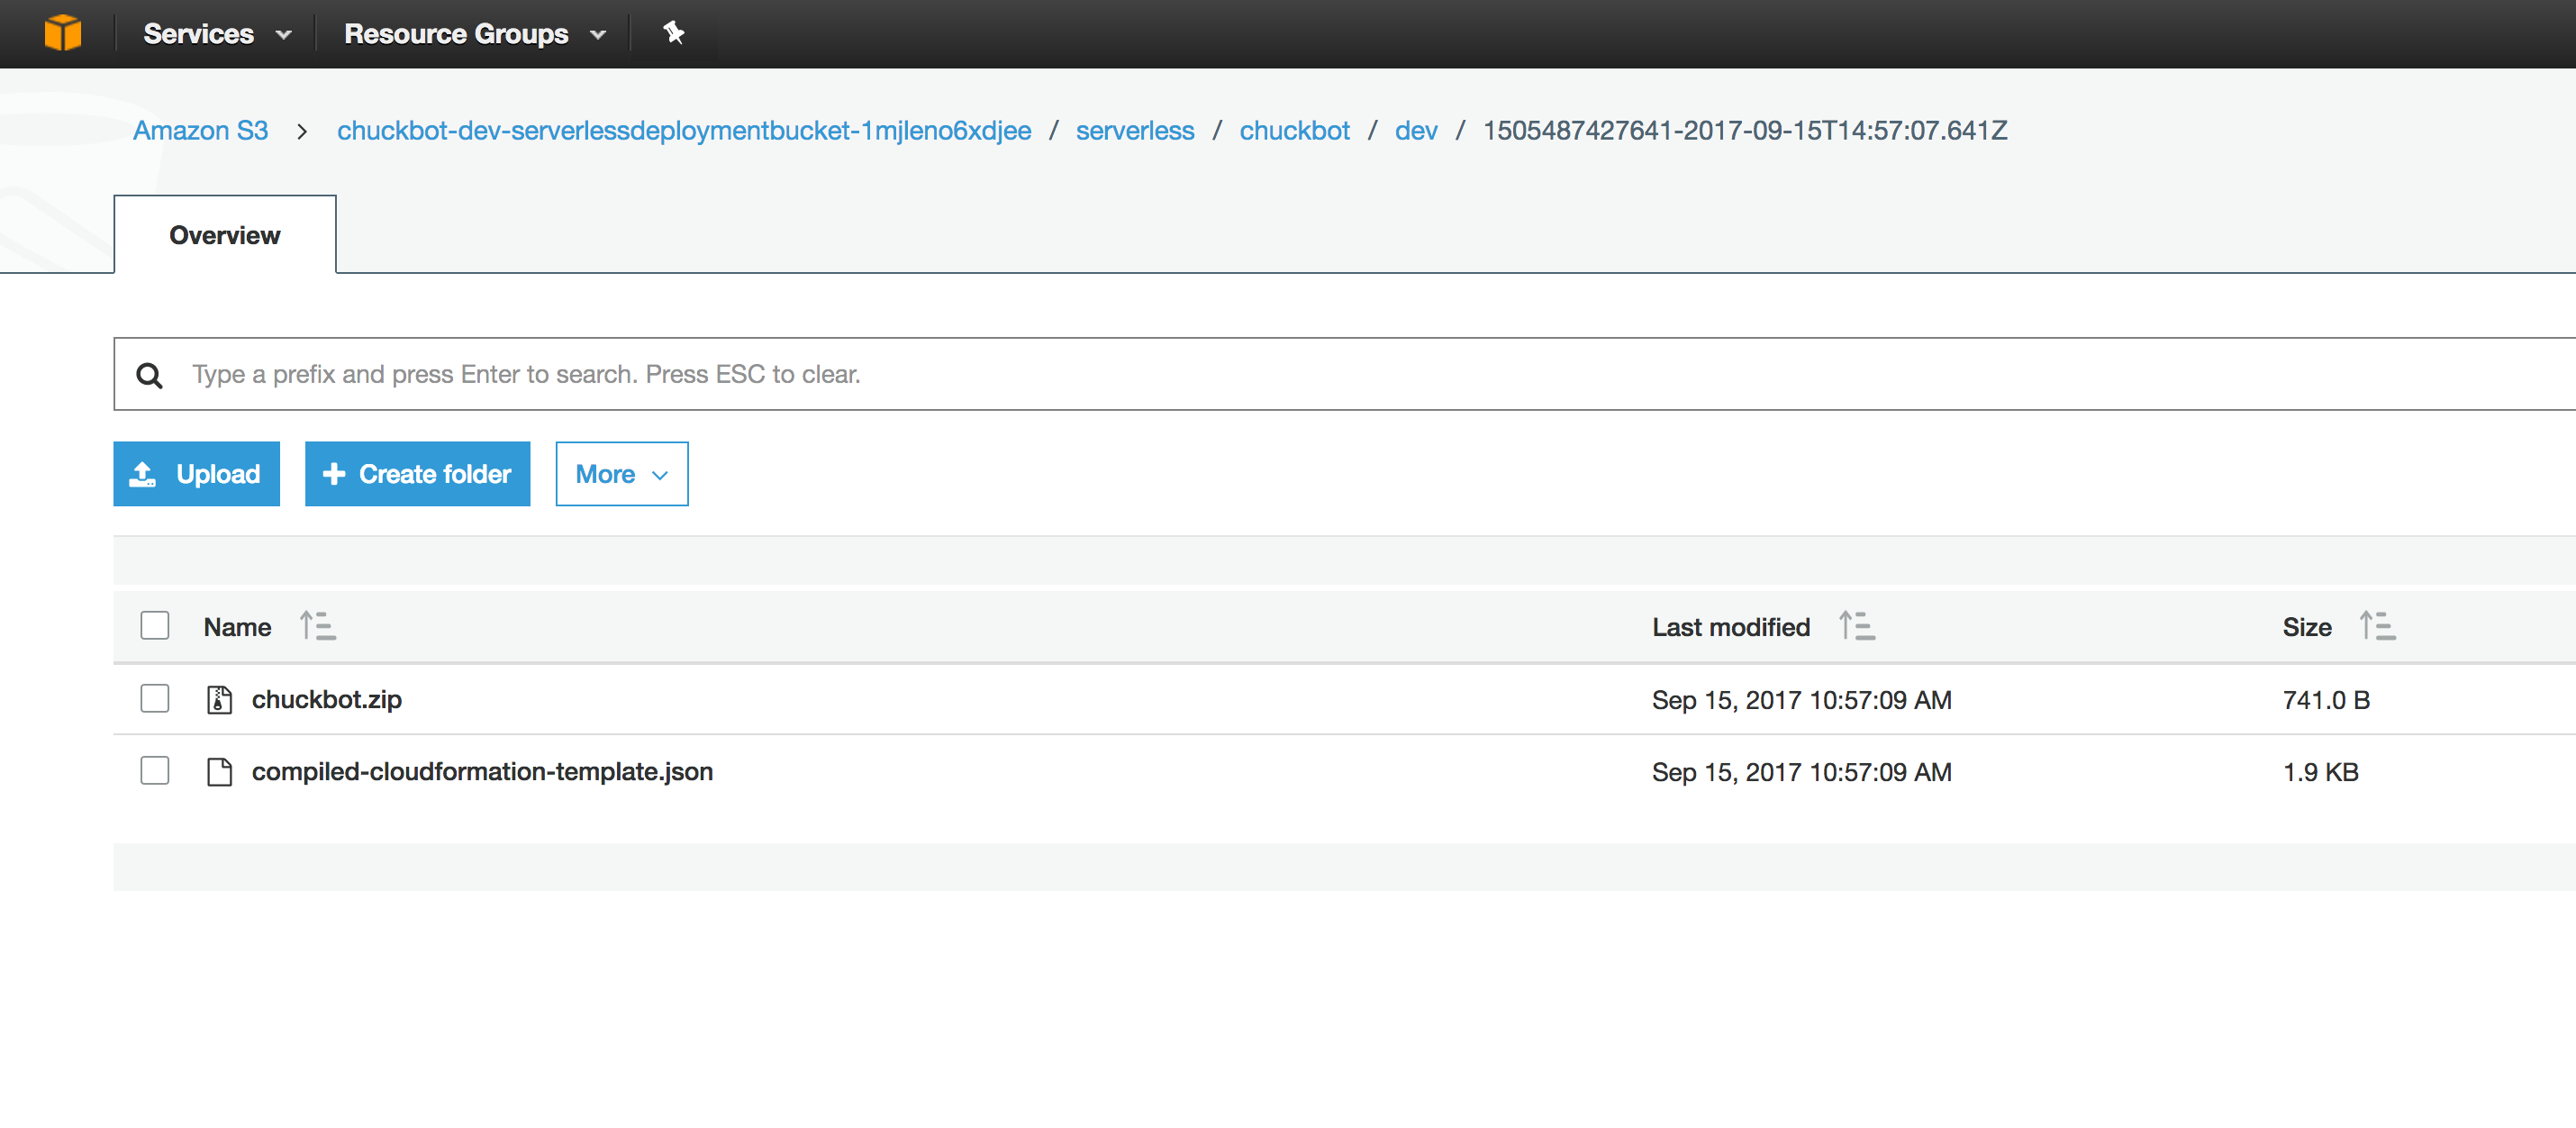 Services Resource Groups
Amazon S3 > chuckbot-dev-serverlessdeploymentbucket-1mjleno6xdjee / serverless / chuckbot / dev / 1505487427641-2017-09-15T14:57:07.641Z
Overview
Type a prefix and press Enter to search. Press ESC to clear.
Upload + Create folder More
Name Last modified Size
chuckbot.zip Sep 15, 2017 10:57:09 AM 741.0 B
compiled-cloudformation-template.json Sep 15, 2017 10:57:09 AM 1.9 KB